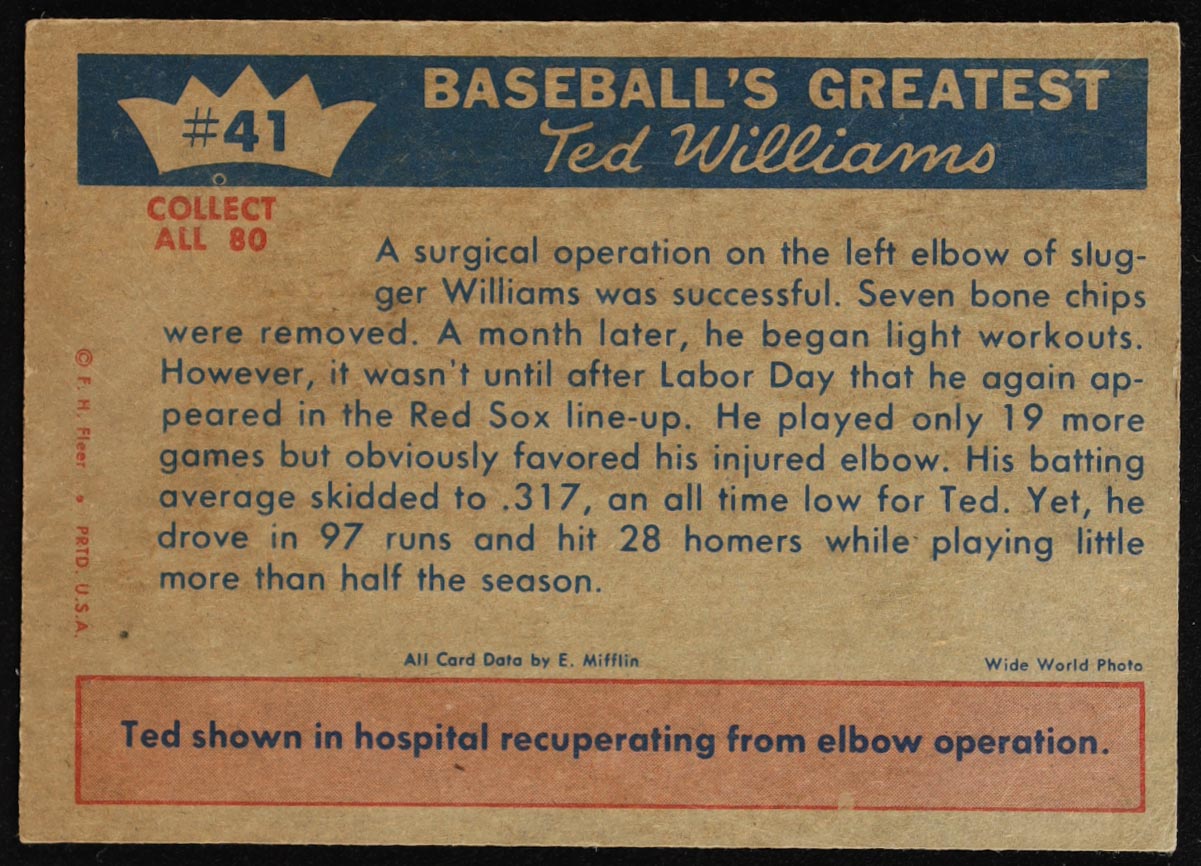 #41
BASEBALL'S GREATEST
Ted Williams
COLLECT
ALL 80
A surgical operation on the left elbow of slug-
ger Williams was successful. Seven bone chips
were removed. A month later, he began light workouts.
However, it wasn't until after Labor Day that he again ap-
peared in the Red Sox line-up. He played only 19 more
games but obviously favored his injured elbow. His batting
average skidded to .317, an all time low for Ted. Yet, he
drove in 97 runs and hit 28 homers while playing little
more than half the season.
© F. H. Fleer • PRTD. U.S.A.
All Card Data by E. Mifflin
Wide World Photo
Ted shown in hospital recuperating from elbow operation.